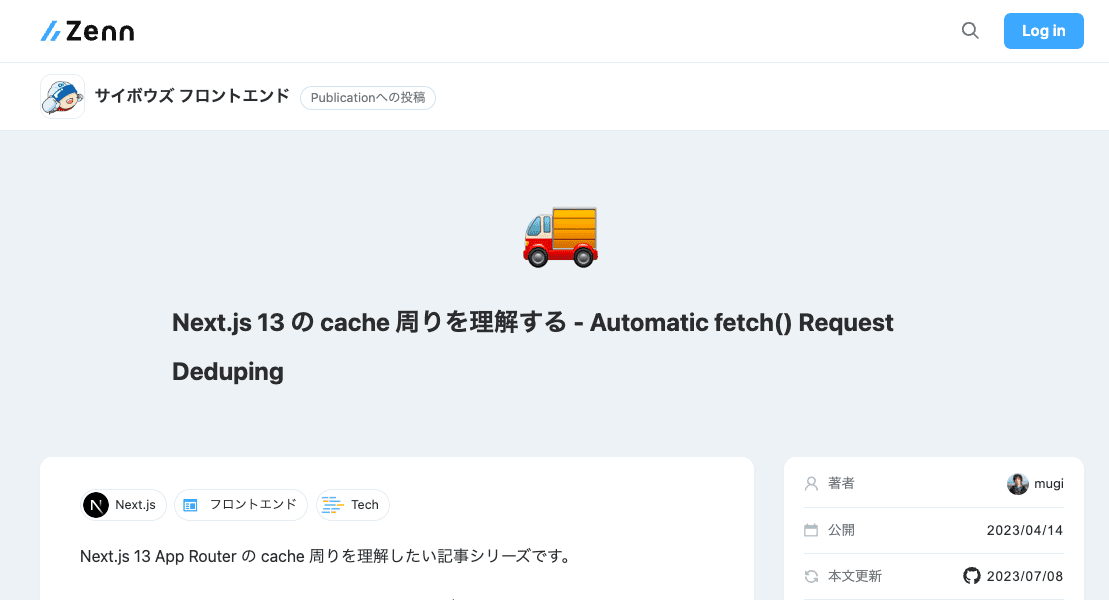 Zenn
Log in
サイボウズ フロントエンド
Publicationへの投稿
Next.js 13 の cache 周りを理解する - Automatic fetch() Request
Deduping
Next.js
フロントエンド
Tech
Next.js 13 App Router の cache 周りを理解したい記事シリーズです。
著者
mugi
公開
2023/04/14
本文更新
2023/07/08